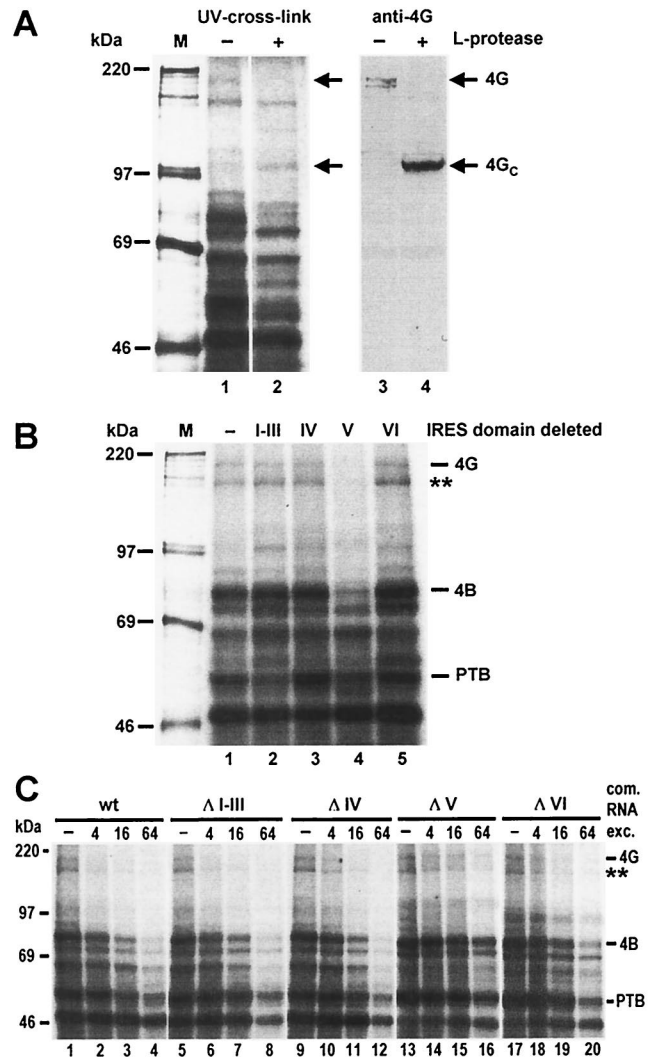 A
UV-cross-link anti-4G
kDa M – + – + L-protease
220 4G
97 4GC
69
46
1 2 3 4
B
kDa M – I-III IV V VI IRES domain deleted
220 4G
**
97
4B
69
PTB
46
1 2 3 4 5
C
wt Λ I-III Λ IV Λ V Λ VI com. RNA
kDa – 4 16 64 – 4 16 64 – 4 16 64 – 4 16 64 – 4 16 64 exc.
220 4G
**
97
4B
69
PTB
46
1 2 3 4 5 6 7 8 9 10 11 12 13 14 15 16 17 18 19 20